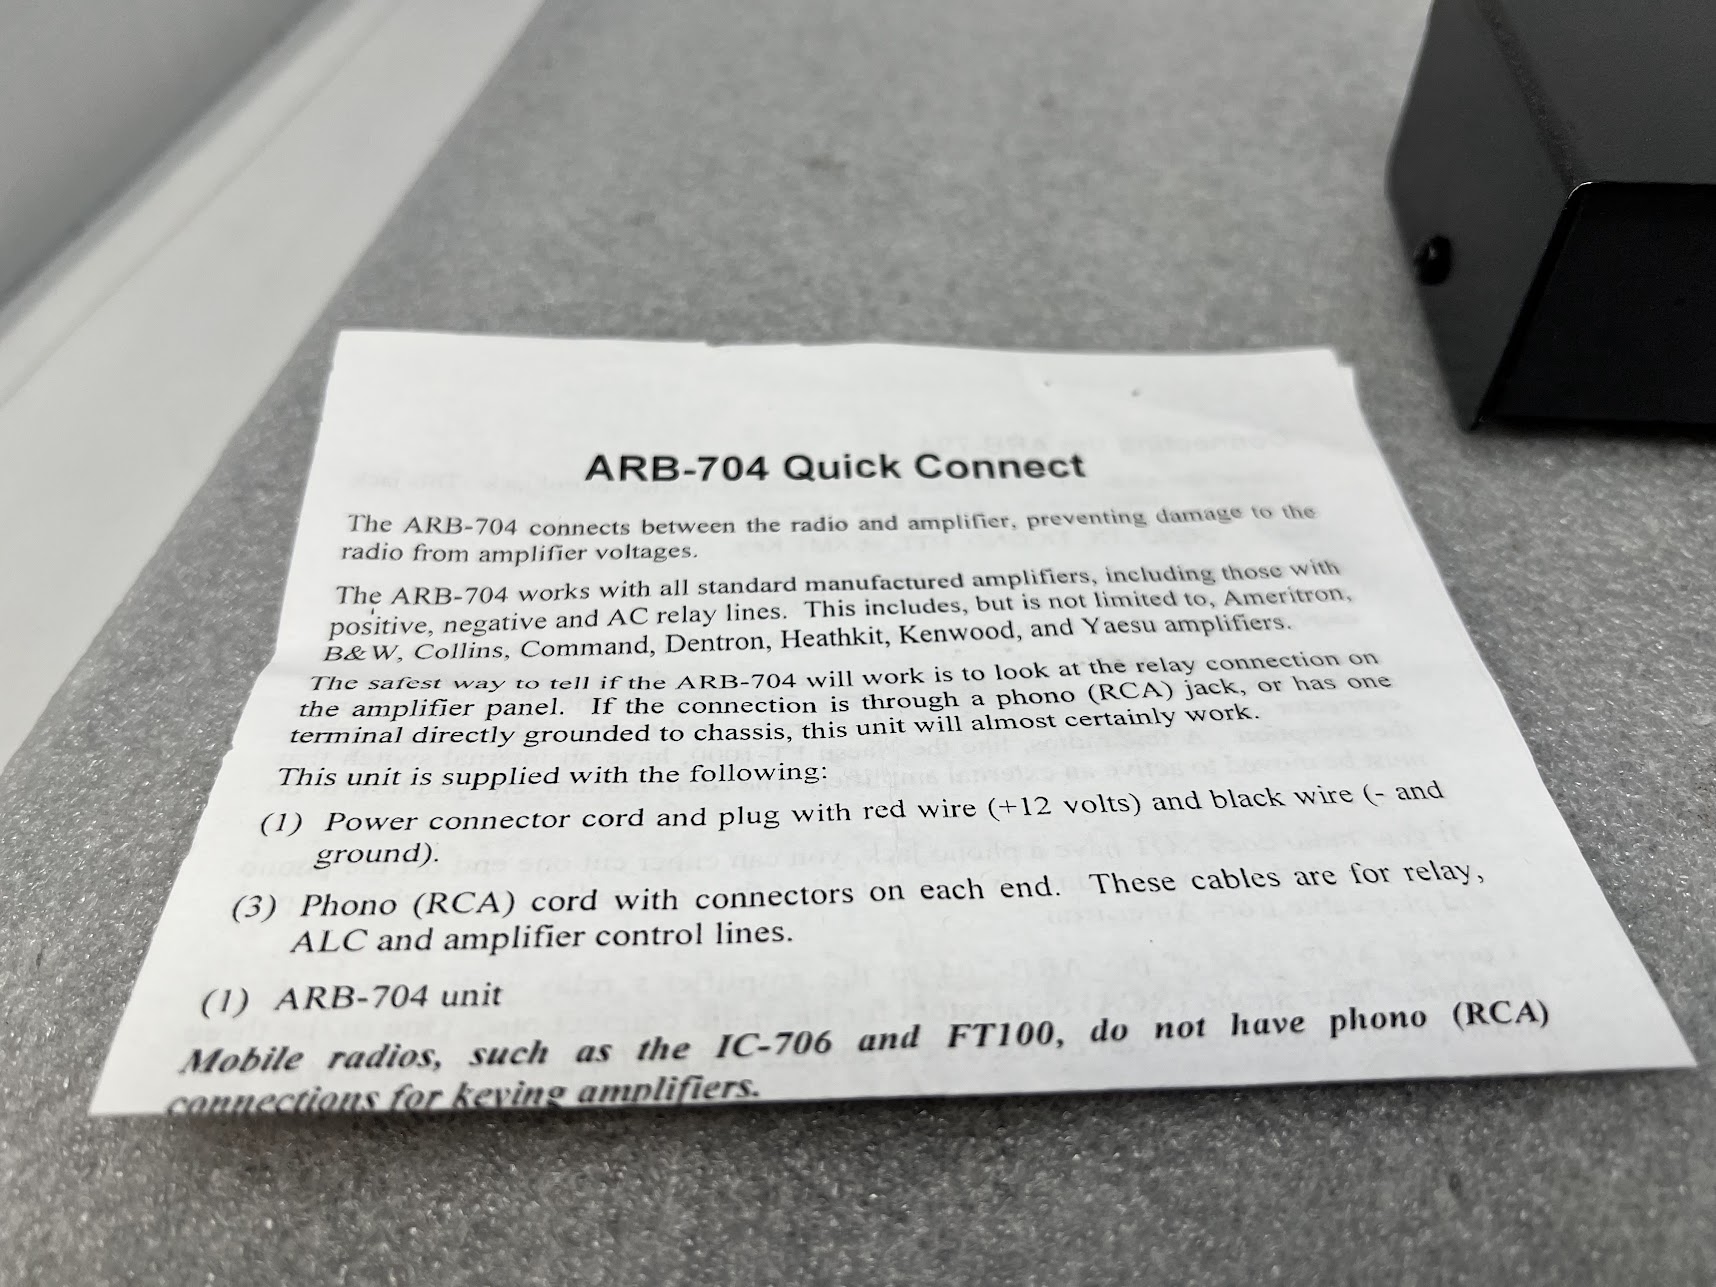 ARB-704 Quick Connect
The ARB-704 connects between the radio and amplifier, preventing damage to the
radio from amplifier voltages.
The ARB-704 works with all standard manufactured amplifiers, including those with
positive, negative and AC relay lines. This includes, but is not limited to, Ameritron,
B&W, Collins, Command, Dentron, Heathkit, Kenwood, and Yaesu amplifiers.
The safest way to tell if the ARB-704 will work is to look at the relay connection on
the amplifier panel. If the connection is through a phono (RCA) jack, or has one
terminal directly grounded to chassis, this unit will almost certainly work.
This unit is supplied with the following:
(1) Power connector cord and plug with red wire (+12 volts) and black wire (- and
ground).
(3) Phono (RCA) cord with connectors on each end. These cables are for relay,
ALC and amplifier control lines.
(1) ARB-704 unit
Mobile radios, such as the IC-706 and FT100, do not have phono (RCA)
connections for keying amplifiers.